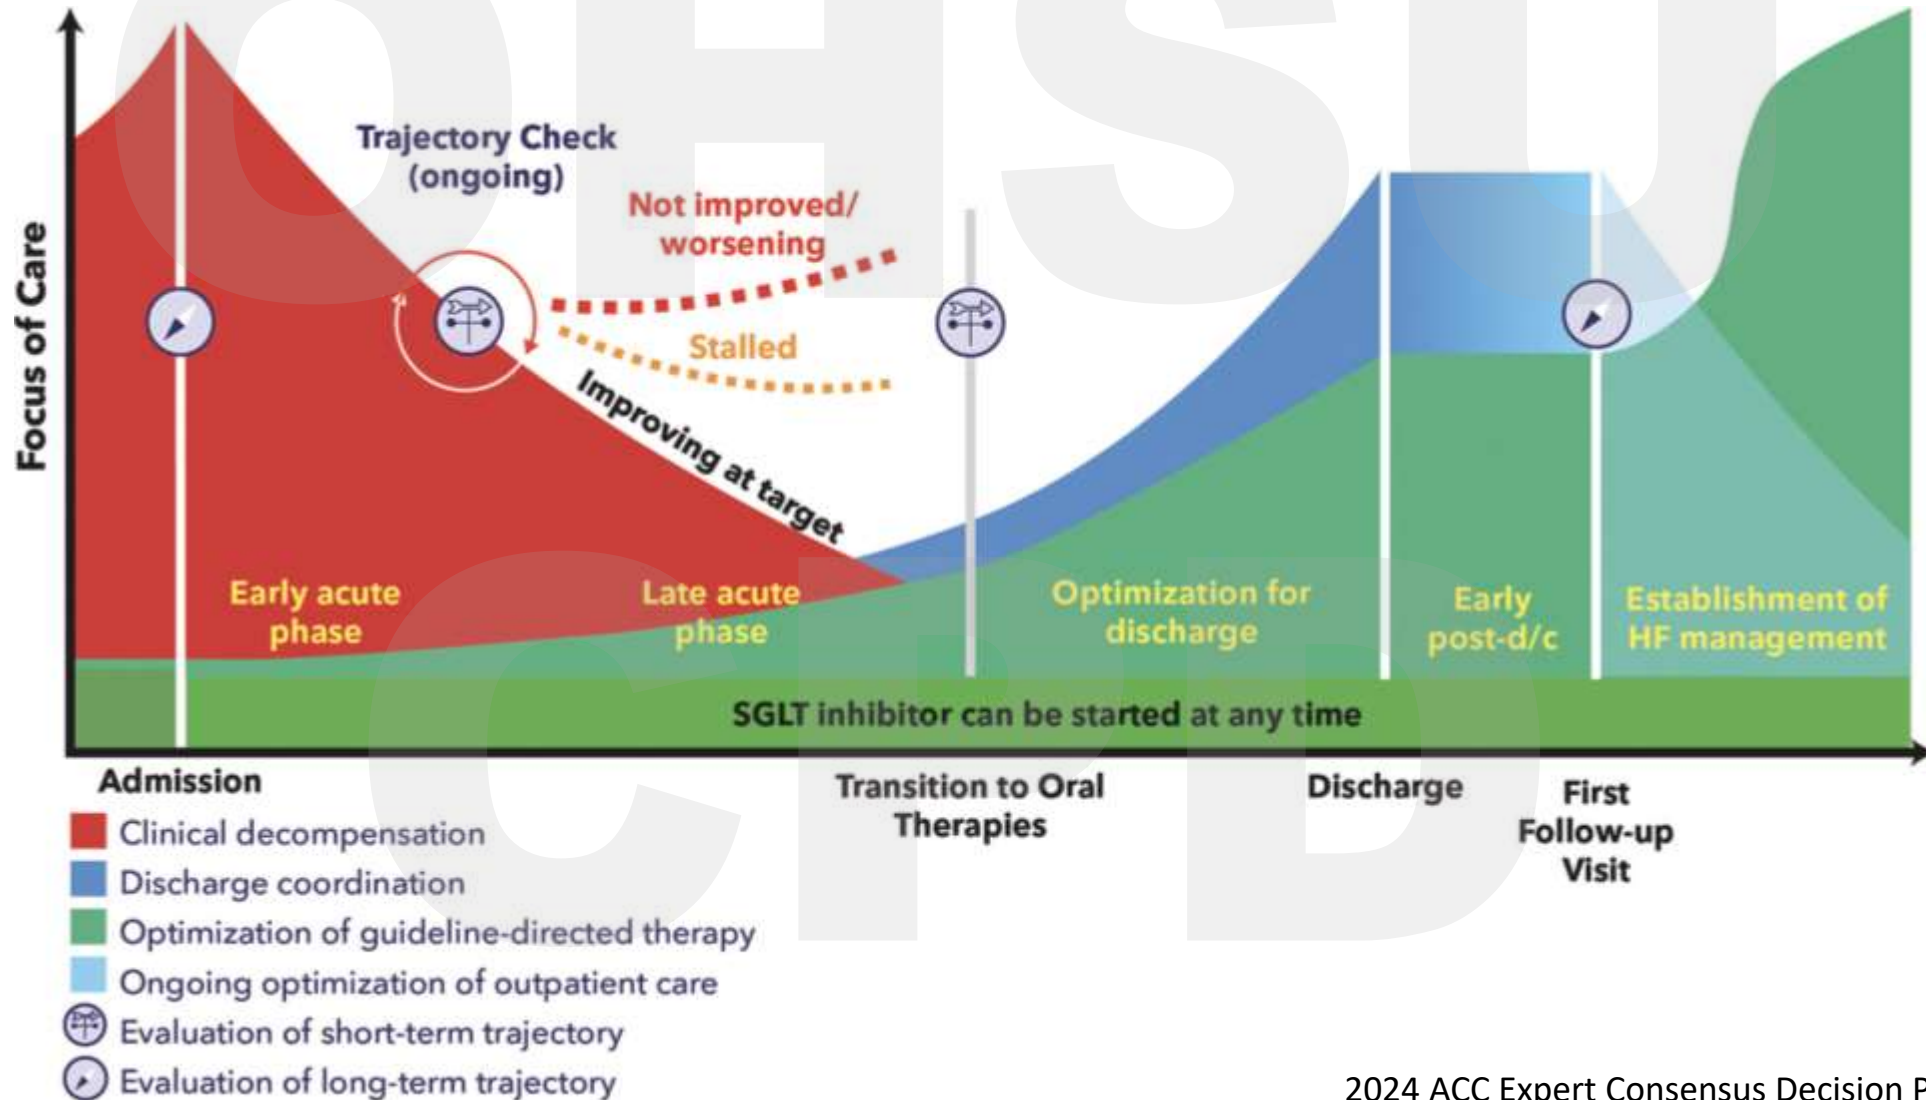 Focus of Care
Trajectory Check
(ongoing)
Not improved/
worsening
Stalled
Improving at target
Early acute
phase
Late acute
phase
Optimization for
discharge
Early
post-d/c
Establishment of
HF management
SGLT inhibitor can be started at any time
Admission
Transition to Oral
Therapies
Discharge
First
Follow-up
Visit
Clinical decompensation
Discharge coordination
Optimization of guideline-directed therapy
Ongoing optimization of outpatient care
Evaluation of short-term trajectory
Evaluation of long-term trajectory
2024 ACC Expert Consensus Decision P
OHSU
CPD